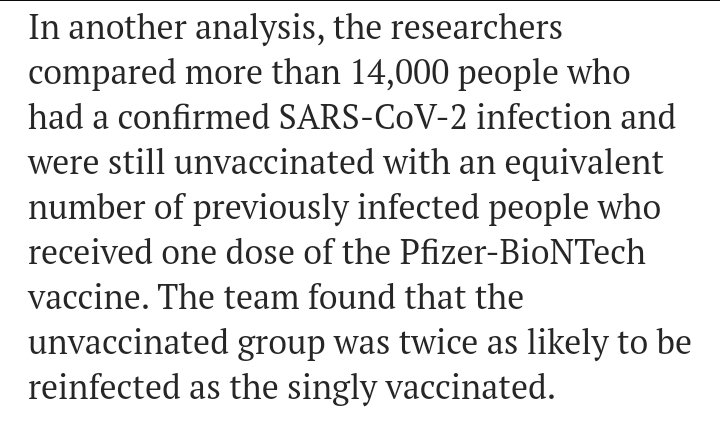 In another analysis, the researchers
compared more than 14,000 people who
had a confirmed SARS-CoV-2 infection and
were still unvaccinated with an equivalent
number of previously infected people who
received one dose of the Pfizer-BioNTech
vaccine. The team found that the
unvaccinated group was twice as likely to be
reinfected as the singly vaccinated.